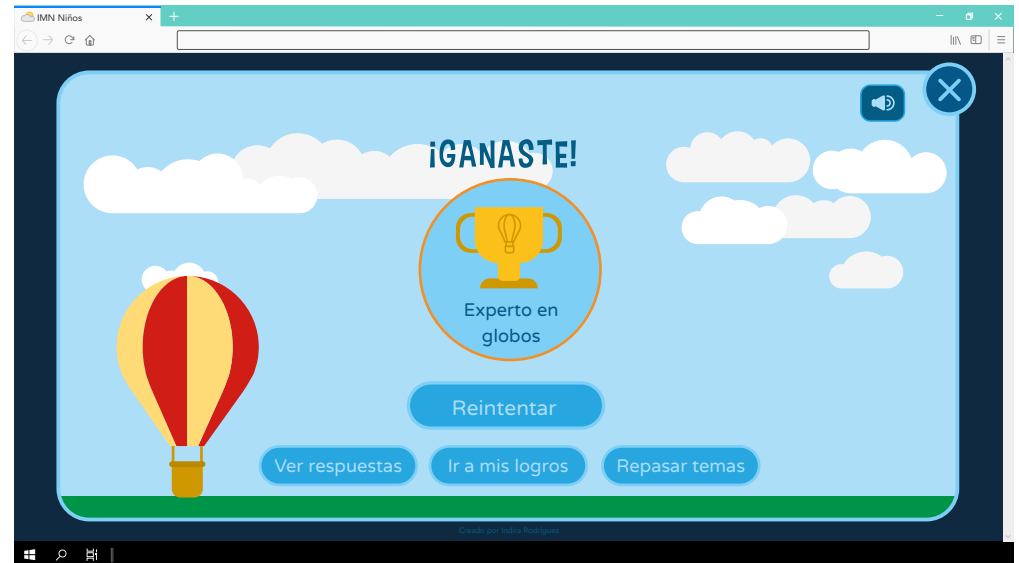 IMN Niños
¡GANASTE!
Experto en
globos
Reintentar
Ver respuestas
Ir a mis logros
Repasar temas
Creado por Indira Rodríguez